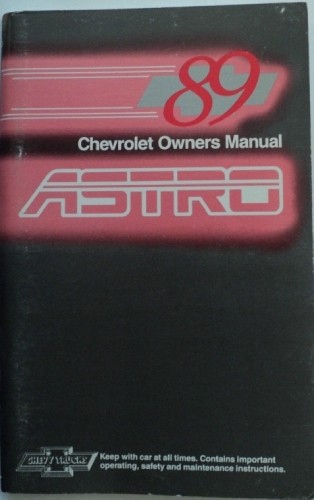 89
Chevrolet Owners Manual
ASTRO
CHEVY TRUCKS
Keep with car at all times. Contains important
operating, safety and maintenance instructions.